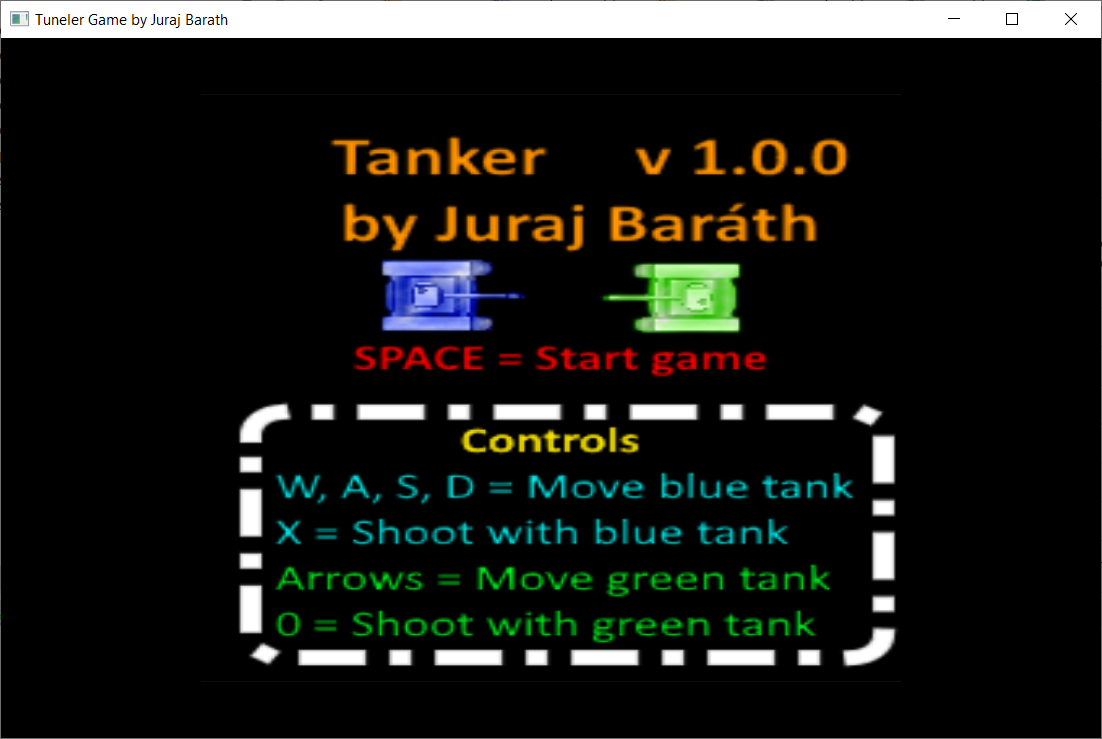 Tuneler Game by Juraj Barath
Tanker v 1.0.0
by Juraj Baráth
SPACE = Start game
Controls
W, A, S, D = Move blue tank
X = Shoot with blue tank
Arrows = Move green tank
0 = Shoot with green tank